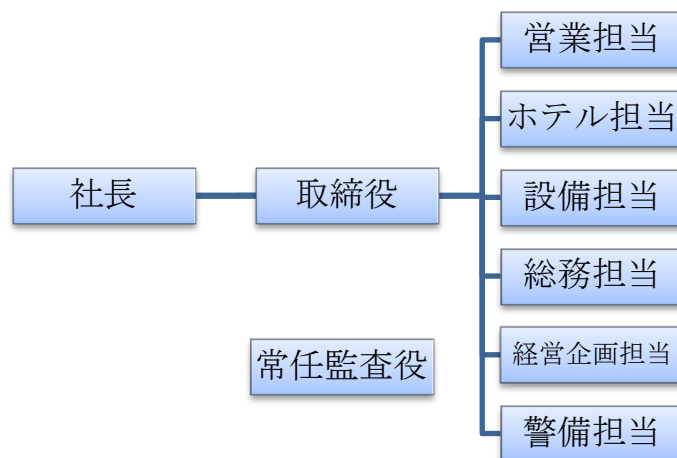 社長
取締役
常任監査役
営業担当
ホテル担当
設備担当
総務担当
経営企画担当
警備担当